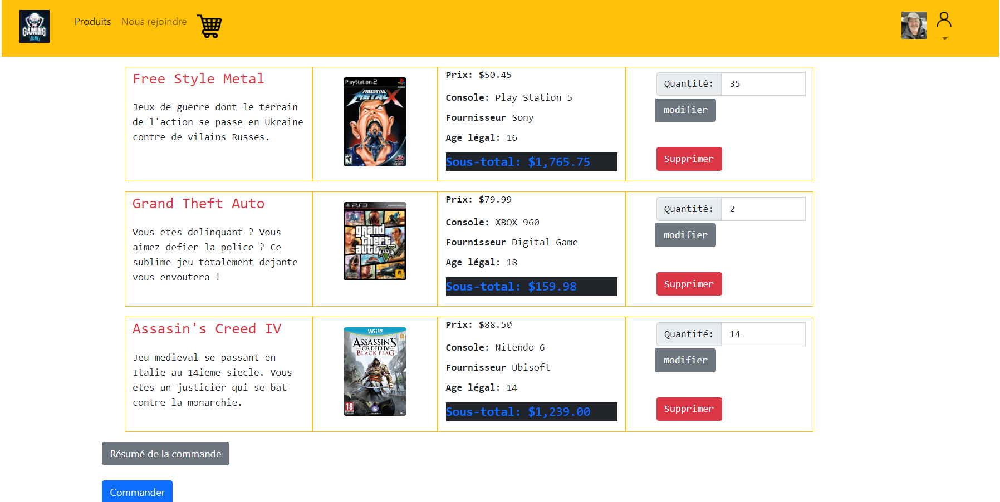 GAMING
TEAM
Produits
Nous rejoindre
Free Style Metal
Jeux de guerre dont le terrain
de l'action se passe en Ukraine
contre de vilains Russes.
PlayStation 2
FREESTYLE
METAL X
Prix: $50.45
Console: Play Station 5
Fournisseur Sony
Age légal: 16
Sous-total: $1,765.75
Quantité: 35
modifier
Supprimer
Grand Theft Auto
Vous etes delinquant ? Vous
aimez defier la police ? Ce
sublime jeu totalement dejante
vous envoutera !
PS3
grand
theft
auto V
FIVE
Prix: $79.99
Console: XBOX 960
Fournisseur Digital Game
Age légal: 18
Sous-total: $159.98
Quantité: 2
modifier
Supprimer
Assasin's Creed IV
Jeu medieval se passant en
Italie au 14ieme siecle. Vous
etes un justicier qui se bat
contre la monarchie.
Wii U
ASSASSIN'S
CREED IV
BLACK FLAG
18
UBISOFT
Prix: $88.50
Console: Nitendo 6
Fournisseur Ubisoft
Age légal: 14
Sous-total: $1,239.00
Quantité: 14
modifier
Supprimer
Résumé de la commande
Commander